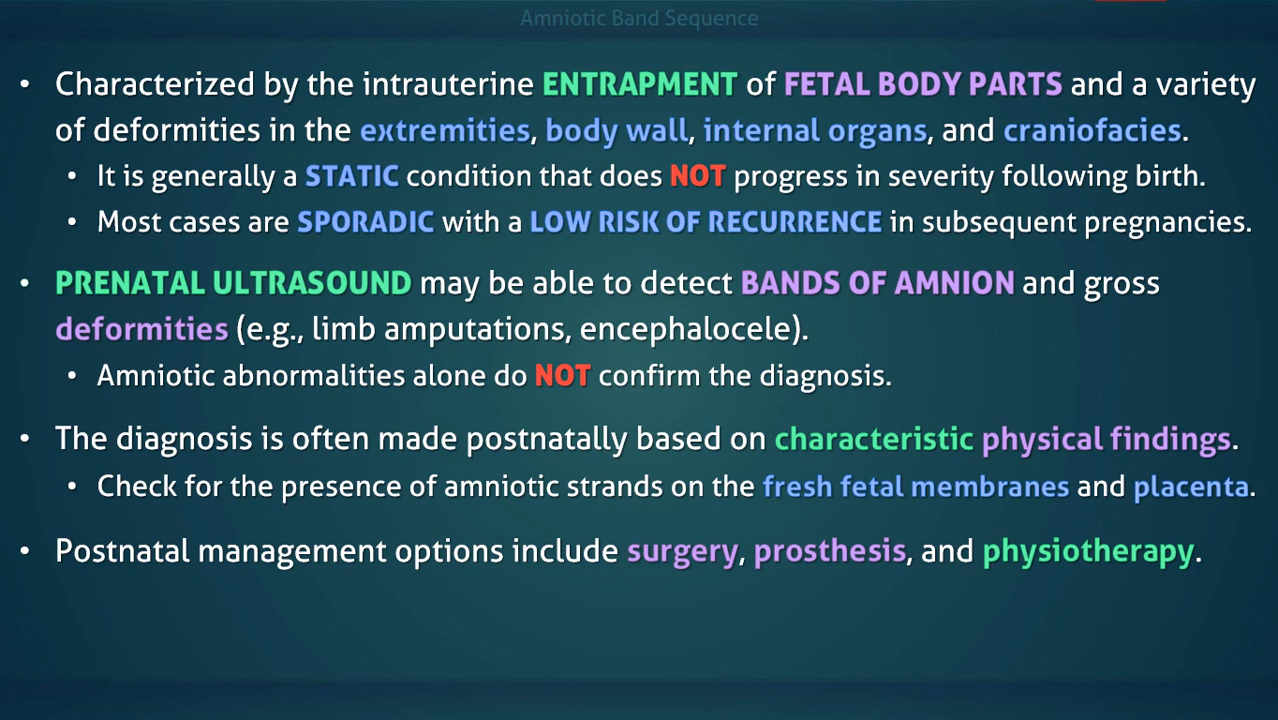 Amniotic Band Sequence
• Characterized by the intrauterine ENTRAPMENT of FETAL BODY PARTS and a variety
of deformities in the extremities, body wall, internal organs, and craniofacies.
• It is generally a STATIC condition that does NOT progress in severity following birth.
• Most cases are SPORADIC with a LOW RISK OF RECURRENCE in subsequent pregnancies.
• PRENATAL ULTRASOUND may be able to detect BANDS OF AMNION and gross
deformities (e.g., limb amputations, encephalocele).
• Amniotic abnormalities alone do NOT confirm the diagnosis.
• The diagnosis is often made postnatally based on characteristic physical findings.
• Check for the presence of amniotic strands on the fresh fetal membranes and placenta.
• Postnatal management options include surgery, prosthesis, and physiotherapy.